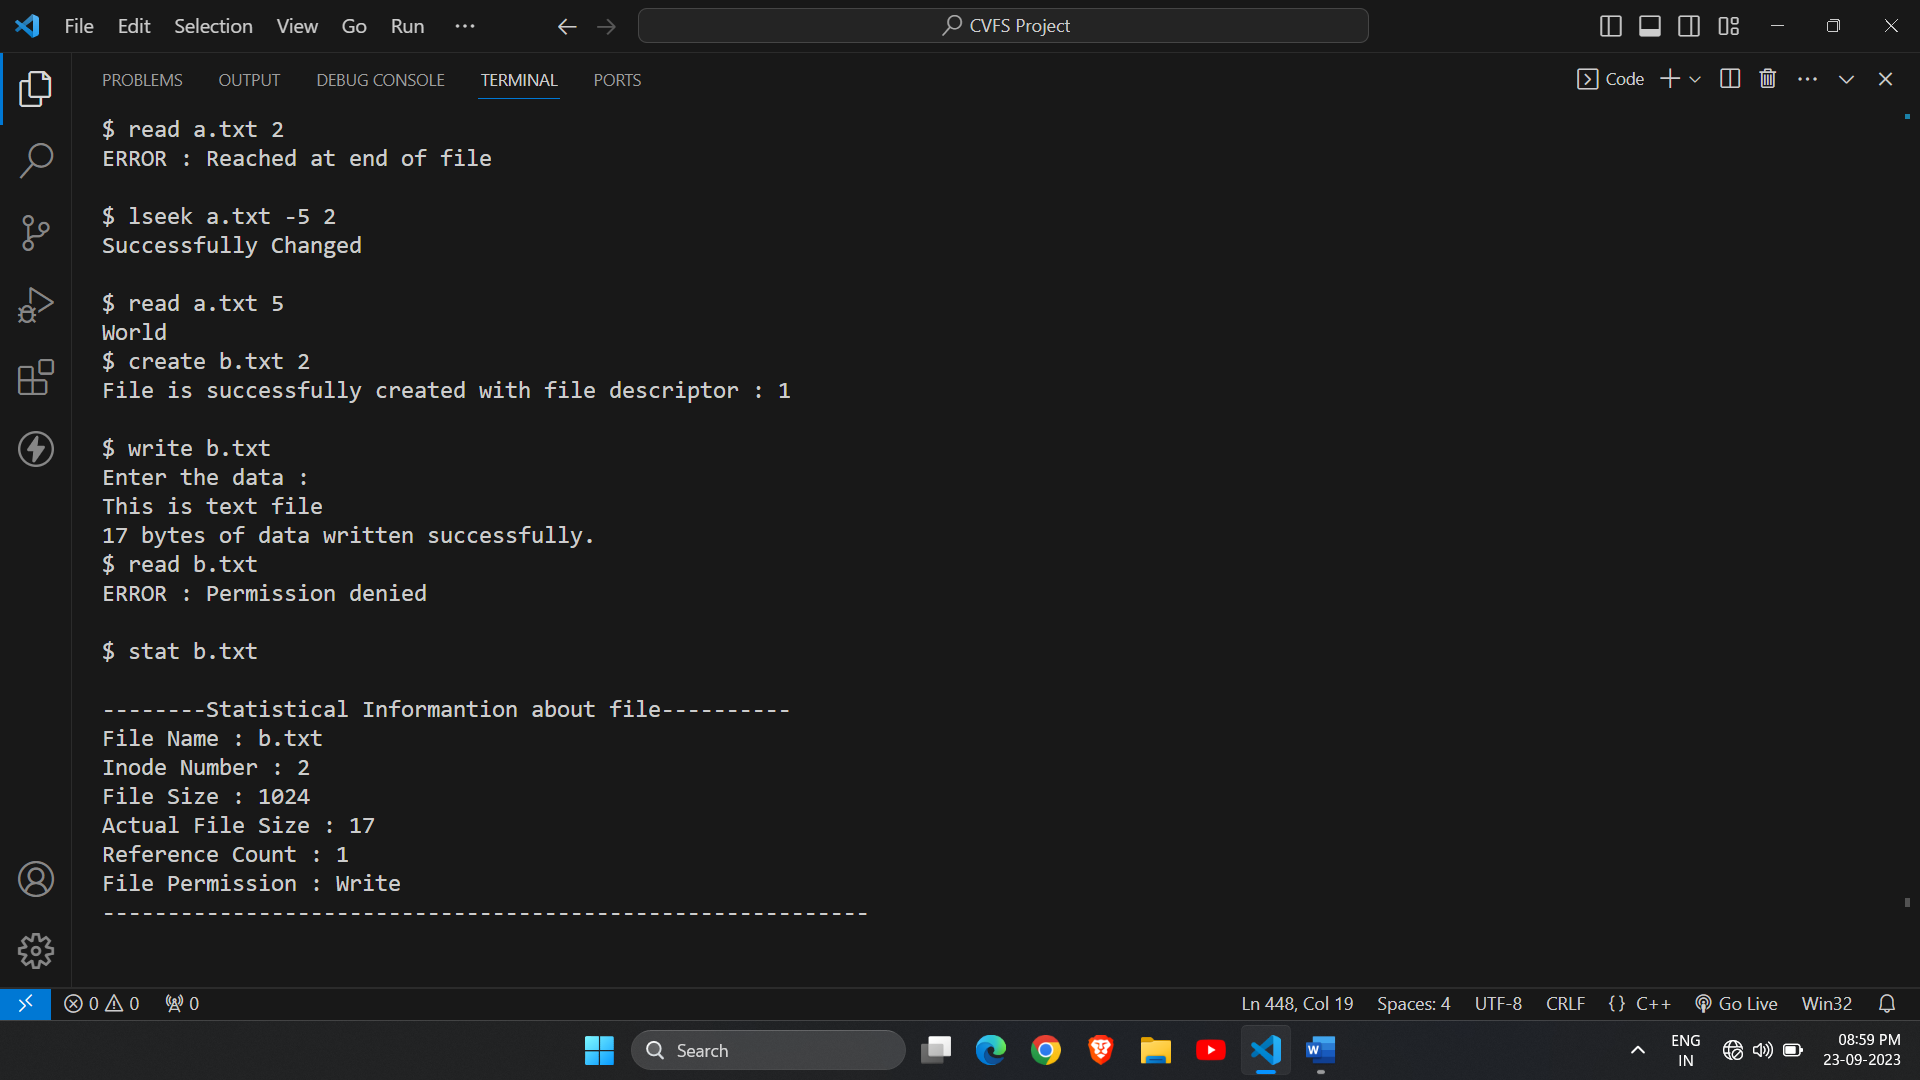 File Edit Selection View Go Run ···
CVFS Project
PROBLEMS OUTPUT DEBUG CONSOLE TERMINAL PORTS
Code
$ read a.txt 2
ERROR : Reached at end of file
$ lseek a.txt -5 2
Successfully Changed
$ read a.txt 5
World
$ create b.txt 2
File is successfully created with file descriptor : 1
$ write b.txt
Enter the data :
This is text file
17 bytes of data written successfully.
$ read b.txt
ERROR : Permission denied
$ stat b.txt
--------Statistical Informantion about file----------
File Name : b.txt
Inode Number : 2
File Size : 1024
Actual File Size : 17
Reference Count : 1
File Permission : Write
-----------------------------------------------------------
0 0 0
Ln 448, Col 19 Spaces: 4 UTF-8 CRLF {} C++ Go Live Win32
Search
W
ENG
IN
08:59 PM
23-09-2023